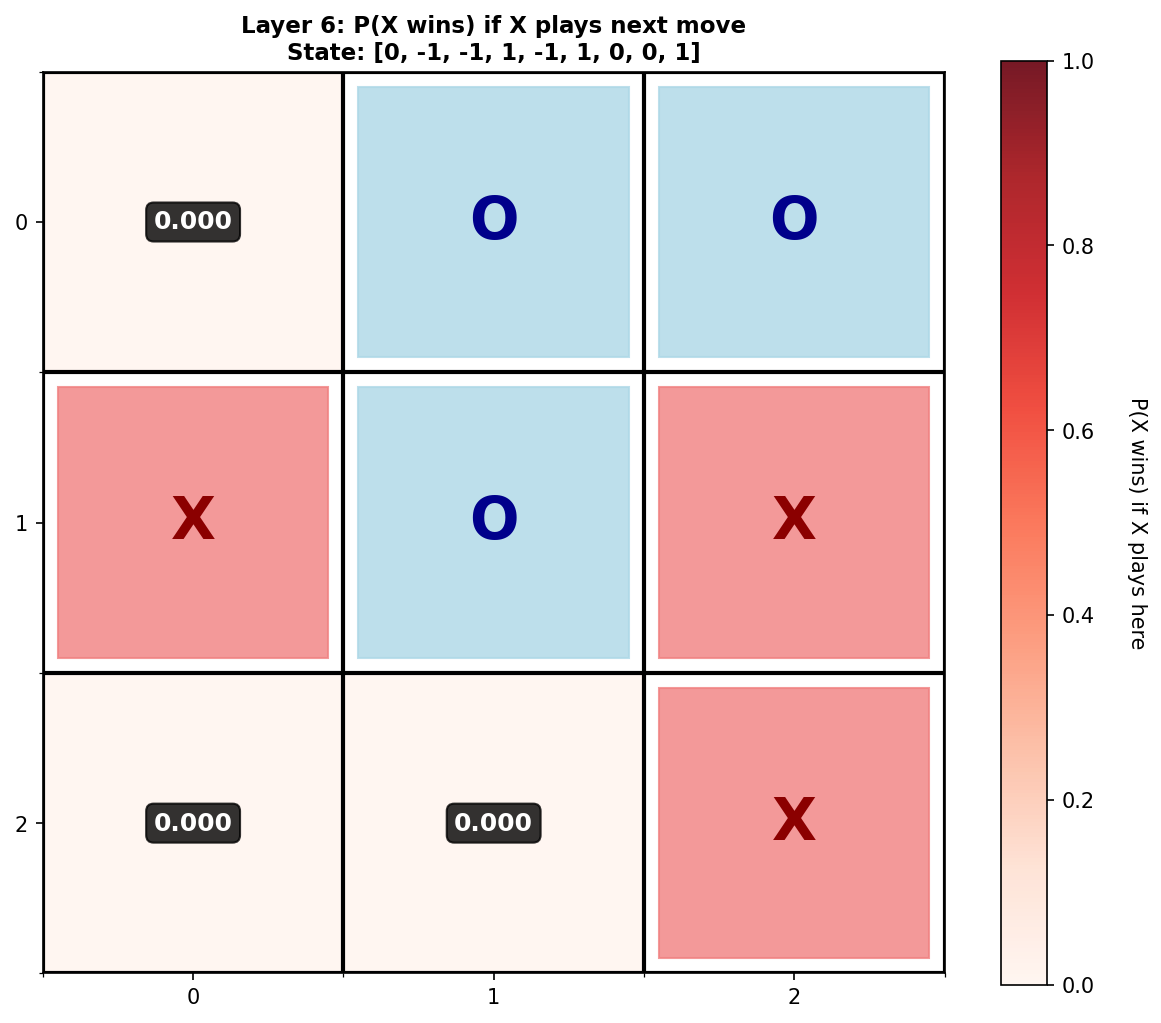 Layer 6: P(X wins) if X plays next move
State: [0, -1, -1, 1, -1, 1, 0, 0, 1]
0
0.000
O
O
1
X
O
X
2
0.000
0.000
X
0
1
2
1.0
0.8
0.6
0.4
0.2
0.0
P(X wins) if X plays here